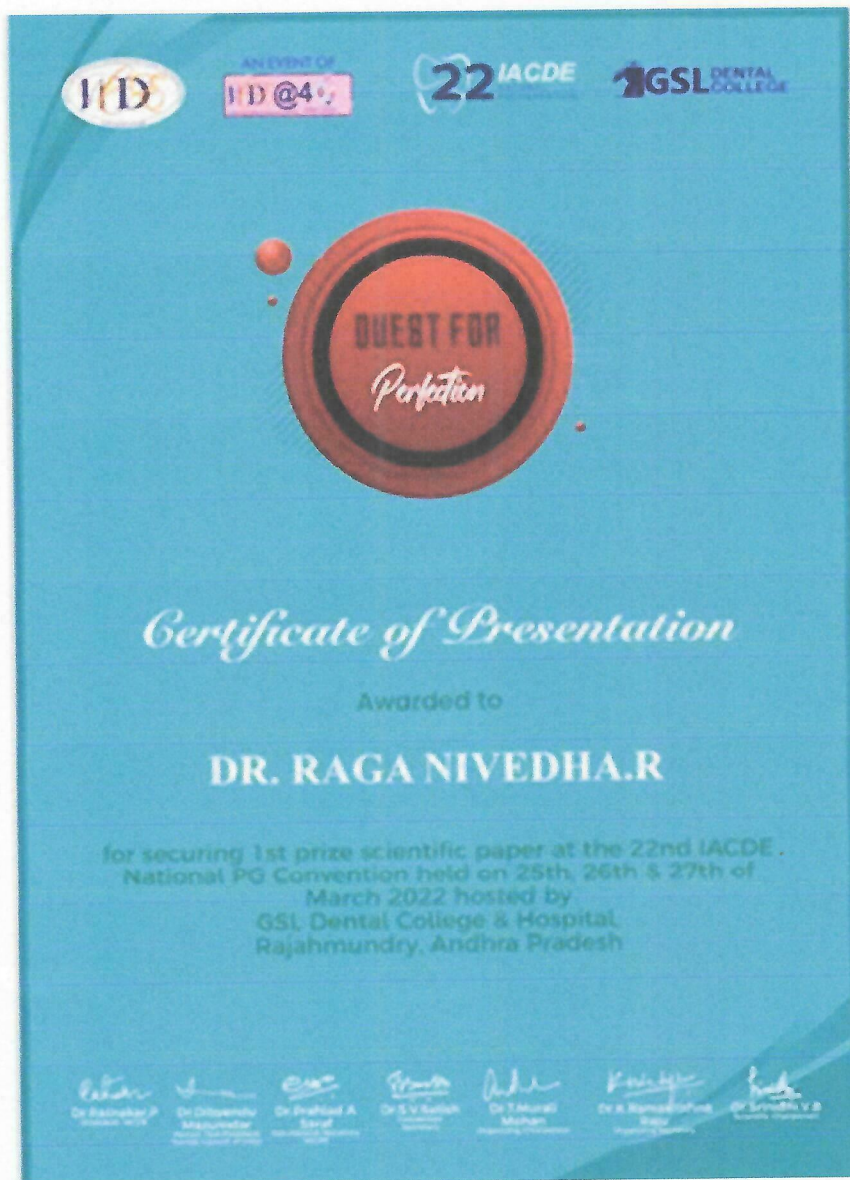 AN EVENT OF
22 IACDE
GSL DENTAL COLLEGE
QUEST FOR
Perfection
Certificate of Presentation
Awarded to
DR. RAGA NIVEDHA.R
for securing 1st prize scientific paper at the 22nd IACDE
National PG Convention held on 25th, 26th & 27th of
March 2022 hosted by
GSL Dental College & Hospital,
Rajahmundry, Andhra Pradesh
Dr.Ratnakar.P
Dr.Dibyendu
Mazumdar
Dr.Prahlad A
Saraf
Dr.S.V.Satish
Dr.T.Murali
Mohan
Raju
Dr.Srinidhi V.B